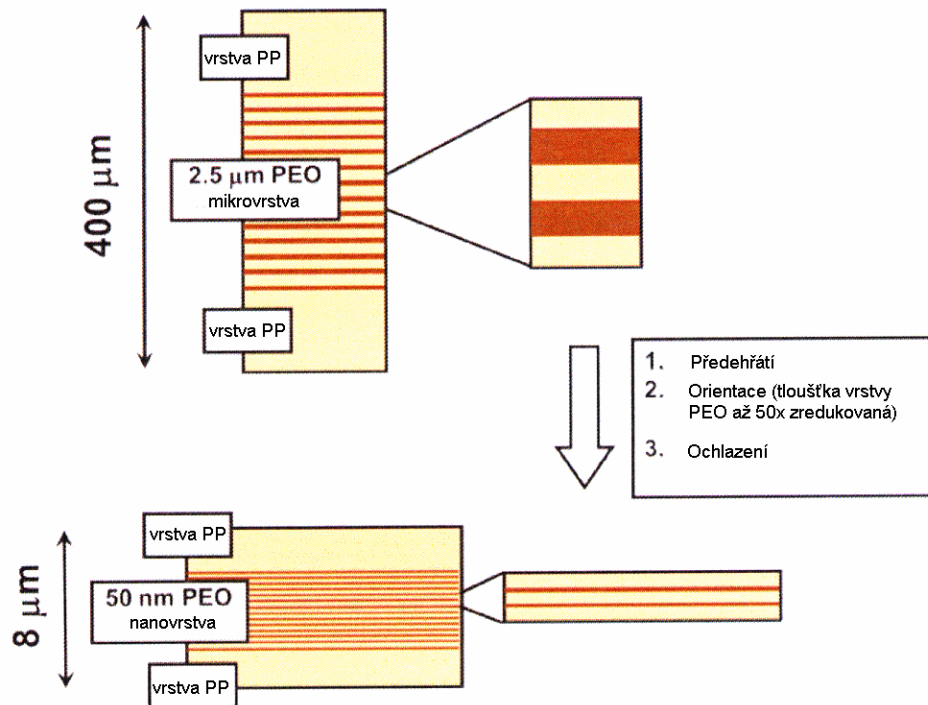 400 μm
vrstva PP
2.5 μm PEO
mikrovrstva
vrstva PP
1. Předehřátí
2. Orientace (tloušťka vrstvy
PEO až 50x zredukovaná)
3. Ochlazení
8 μm
vrstva PP
50 nm PEO
nanovrstva
vrstva PP